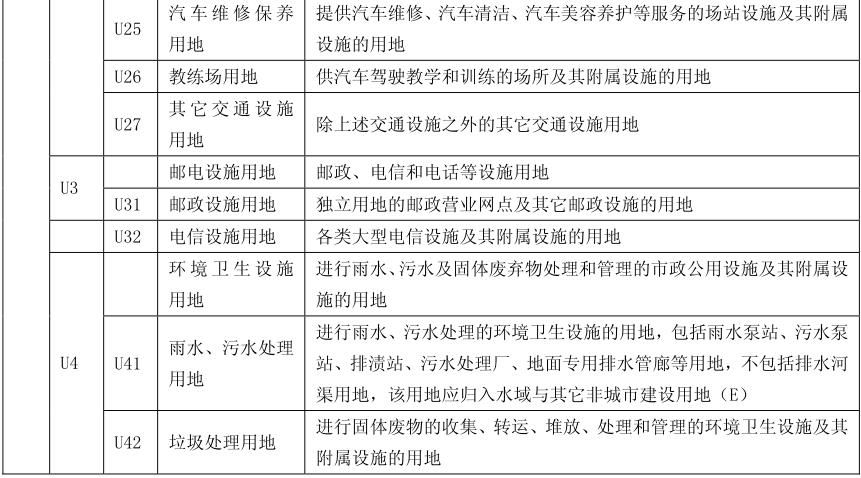 汽车维修保养
提供汽车维修、汽车清洁、汽车美容养护等服务的场站设施及其附属
U25
用地
设施的用地
U26 教练场用地 供汽车驾驶教学和训练的场所及其附属设施的用地
其它交通设施
U27
除上述交通设施之外的其它交通设施用地
用地
U3
邮电设施用地 邮政、电信和电话等设施用地
U31 邮政设施用地 独立用地的邮政营业网点及其它邮政设施的用地
U32 电信设施用地 各类大型电信设施及其附属设施的用地
U4
环境卫生设施
用地
进行雨水、污水及固体废弃物处理和管理的市政公用设施及其附属设
施的用地
U41
雨水、污水处理
用地
进行雨水、污水处理的环境卫生设施的用地，包括雨水泵站、污水泵
站、排渍站、污水处理厂、地面专用排水管廊等用地，不包括排水河
渠用地，该用地应归入水域与其它非城市建设用地（E）
U42 垃圾处理用地
进行固体废物的收集、转运、堆放、处理和管理的环境卫生设施及其
附属设施的用地